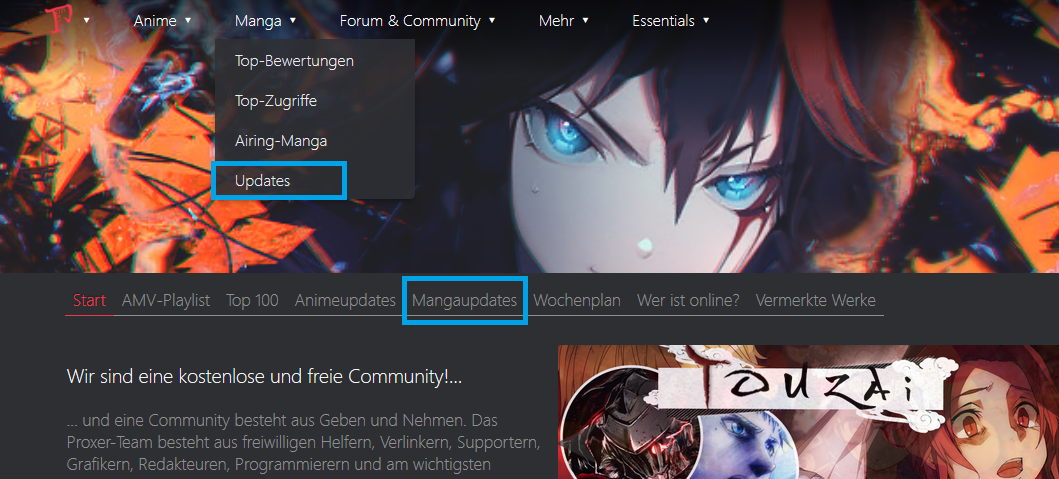 Anime ▼ Manga ▼ Forum & Community ▼ Mehr ▼ Essentials ▼
Top-Bewertungen
Top-Zugriffe
Airing-Manga
Updates
Start AMV-Playlist Top 100 Animeupdates Mangaupdates Wochenplan Wer ist online? Vermerkte Werke
Wir sind eine kostenlose und freie Community!...
... und eine Community besteht aus Geben und Nehmen. Das
Proxer-Team besteht aus freiwilligen Helfern, Verlinkern, Supportern,
Grafikern, Redakteuren, Programmierern und am wichtigsten
TOUZAi